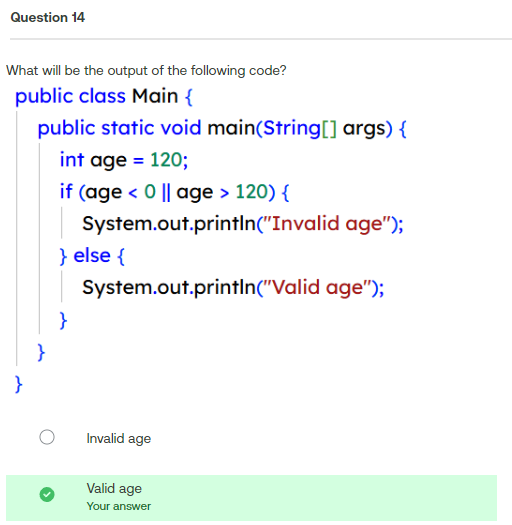 Question 14
What will be the output of the following code?
public class Main {
public static void main(String[] args) {
int age = 120;
if (age < 0 || age > 120) {
System.out.println("Invalid age");
} else {
System.out.println("Valid age");
}
}
}
Invalid age
Valid age
Your answer